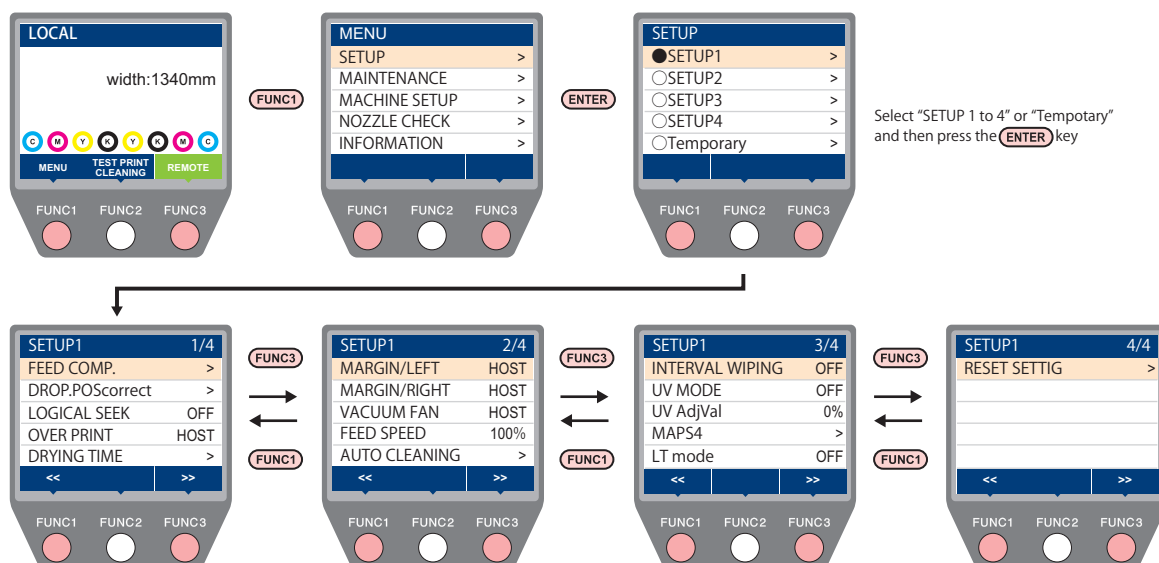 LOCAL
width:1340mm
C M Y K Y K M C
MENU TEST PRINT CLEANING REMOTE
FUNC1 FUNC2 FUNC3
FUNC1
MENU
SETUP >
MAINTENANCE >
MACHINE SETUP >
NOZZLE CHECK >
INFORMATION >
FUNC1 FUNC2 FUNC3
ENTER
SETUP
●SETUP1 >
○SETUP2 >
○SETUP3 >
○SETUP4 >
○Temporary >
FUNC1 FUNC2 FUNC3
Select “SETUP 1 to 4” or “Tempotary”
and then press the ENTER key
SETUP1 1/4
FEED COMP. >
DROP.POScorrect >
LOGICAL SEEK OFF
OVER PRINT HOST
DRYING TIME >
<< >>
FUNC1 FUNC2 FUNC3
FUNC3
FUNC1
SETUP1 2/4
MARGIN/LEFT HOST
MARGIN/RIGHT HOST
VACUUM FAN HOST
FEED SPEED 100%
AUTO CLEANING >
<< >>
FUNC1 FUNC2 FUNC3
FUNC3
FUNC1
SETUP1 3/4
INTERVAL WIPING OFF
UV MODE OFF
UV AdjVal 0%
MAPS4 >
LT mode OFF
<< >>
FUNC1 FUNC2 FUNC3
FUNC3
FUNC1
SETUP1 4/4
RESET SETTIG >
<< >>
FUNC1 FUNC2 FUNC3